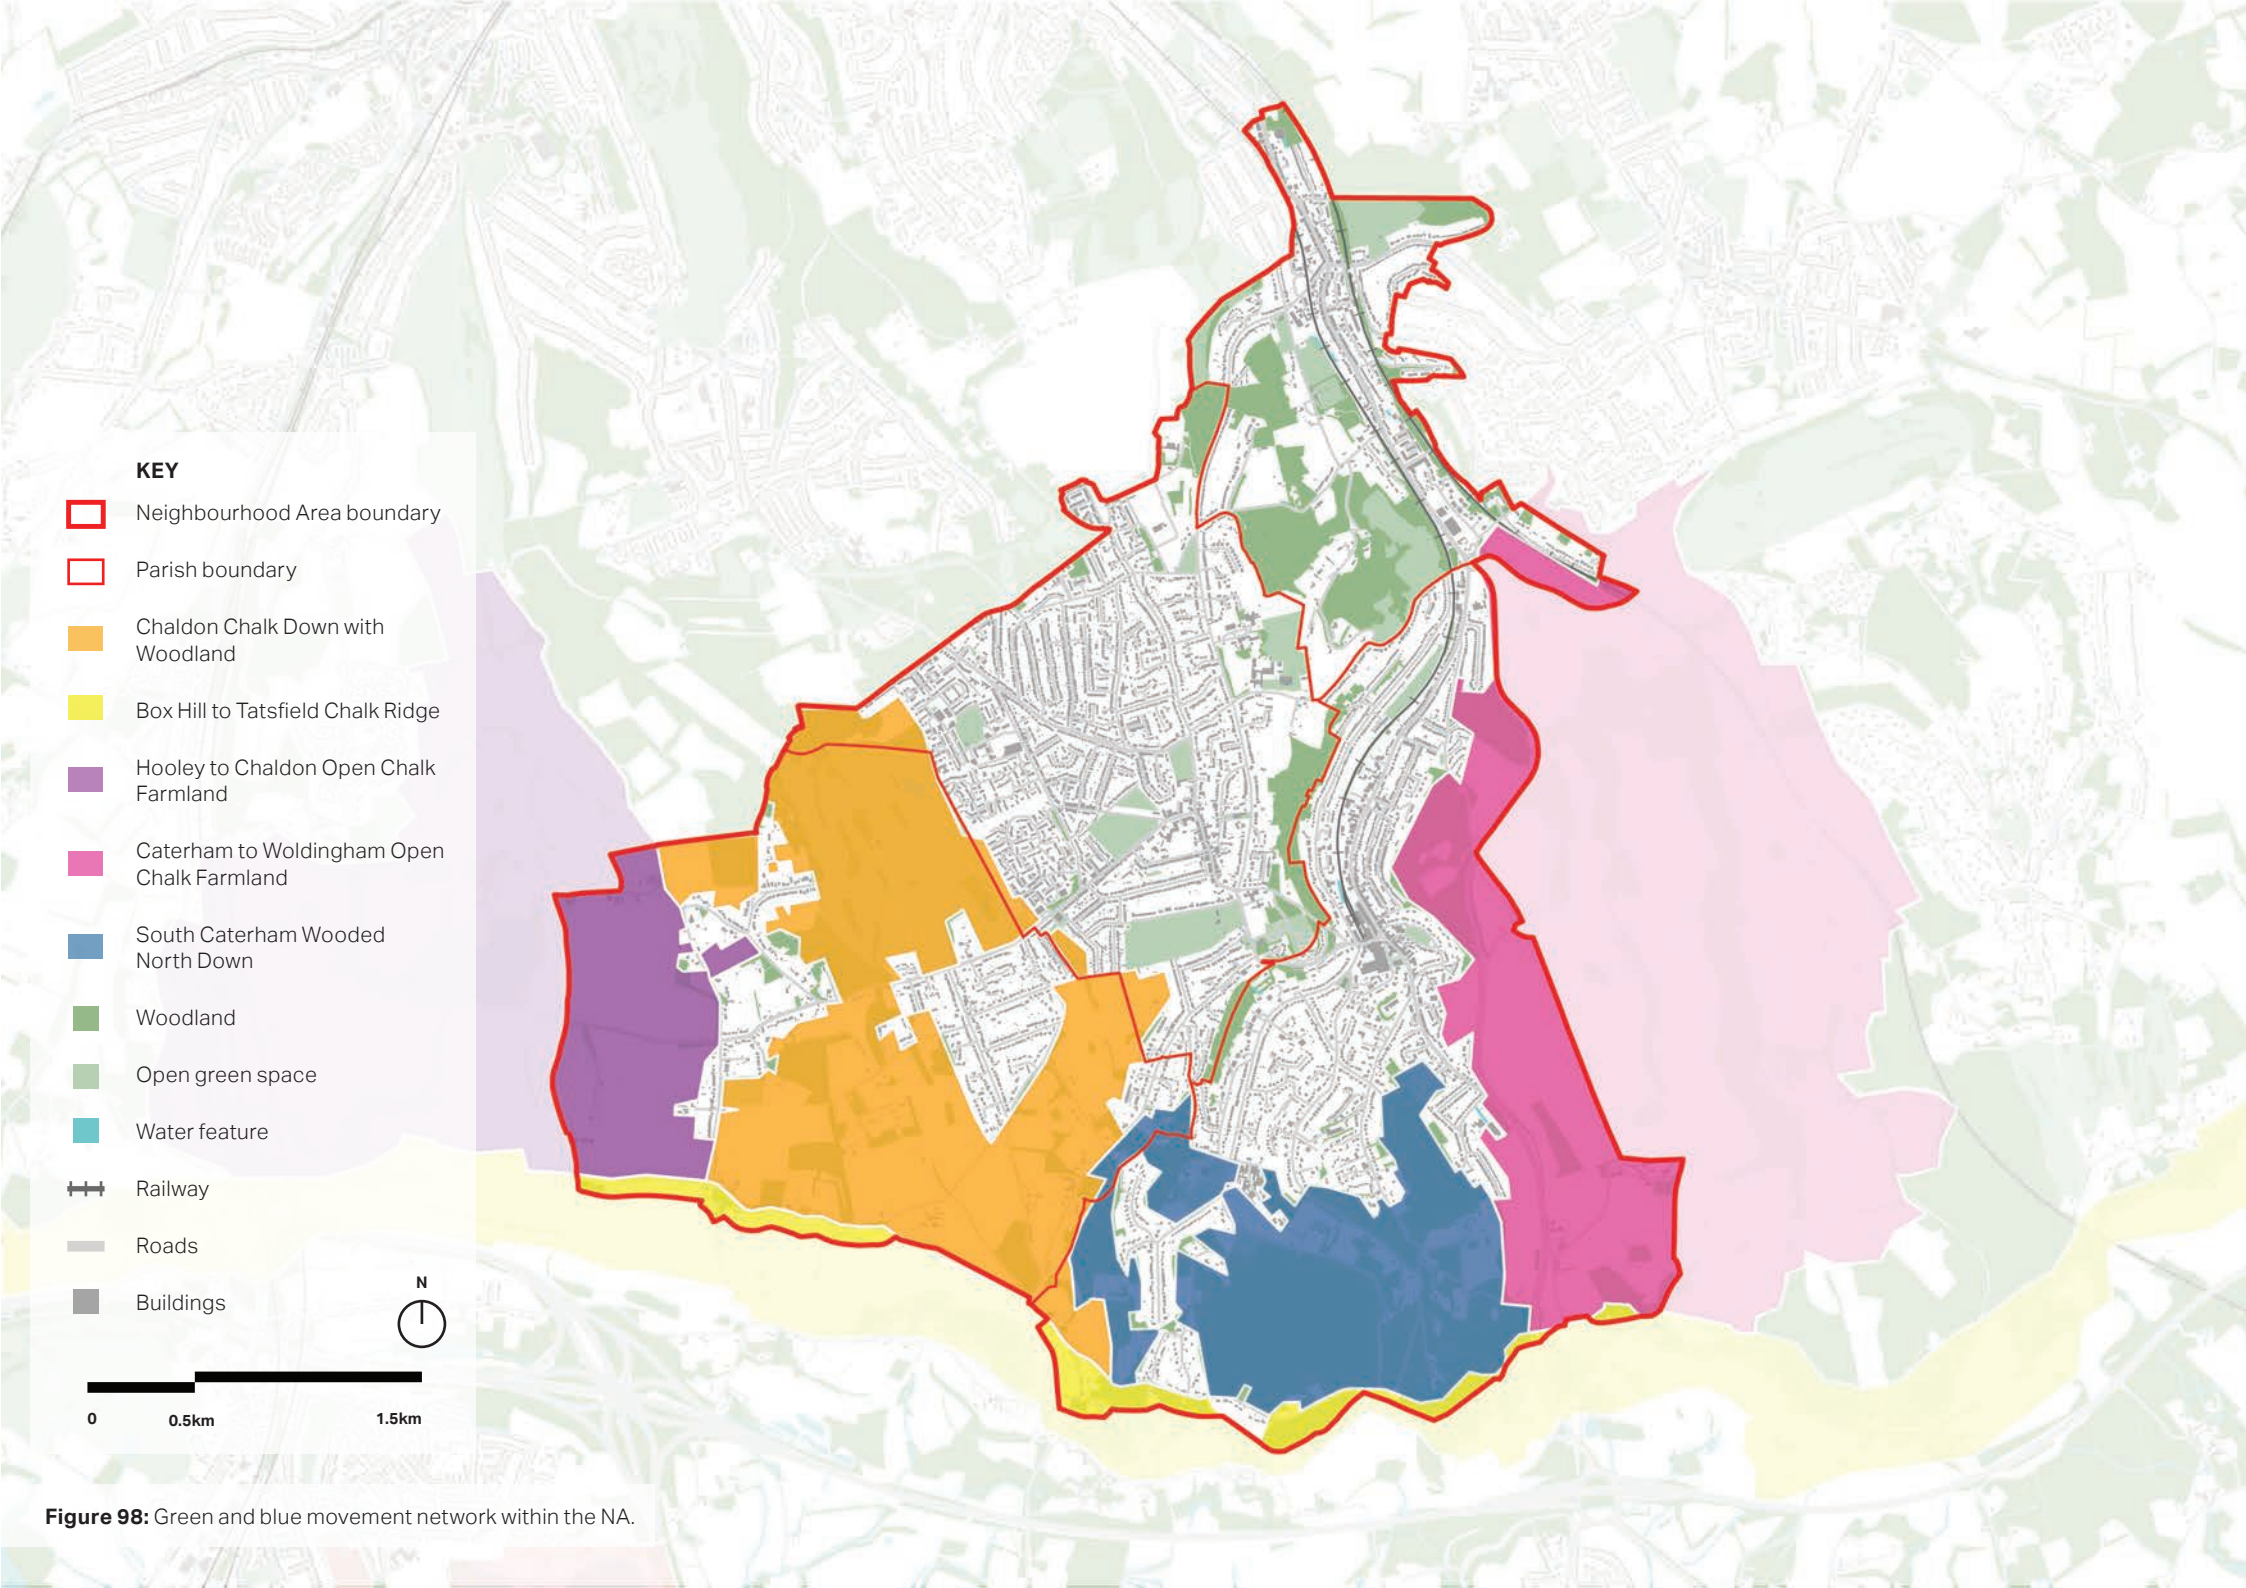 KEY
Neighbourhood Area boundary
Parish boundary
Chaldon Chalk Down with
Woodland
Box Hill to Tatsfield Chalk Ridge
Hooley to Chaldon Open Chalk
Farmland
Caterham to Woldingham Open
Chalk Farmland
South Caterham Wooded
North Down
Woodland
Open green space
Water feature
Railway
Roads
Buildings
N
0
0.5km
1.5km
Figure 98: Green and blue movement network within the NA.